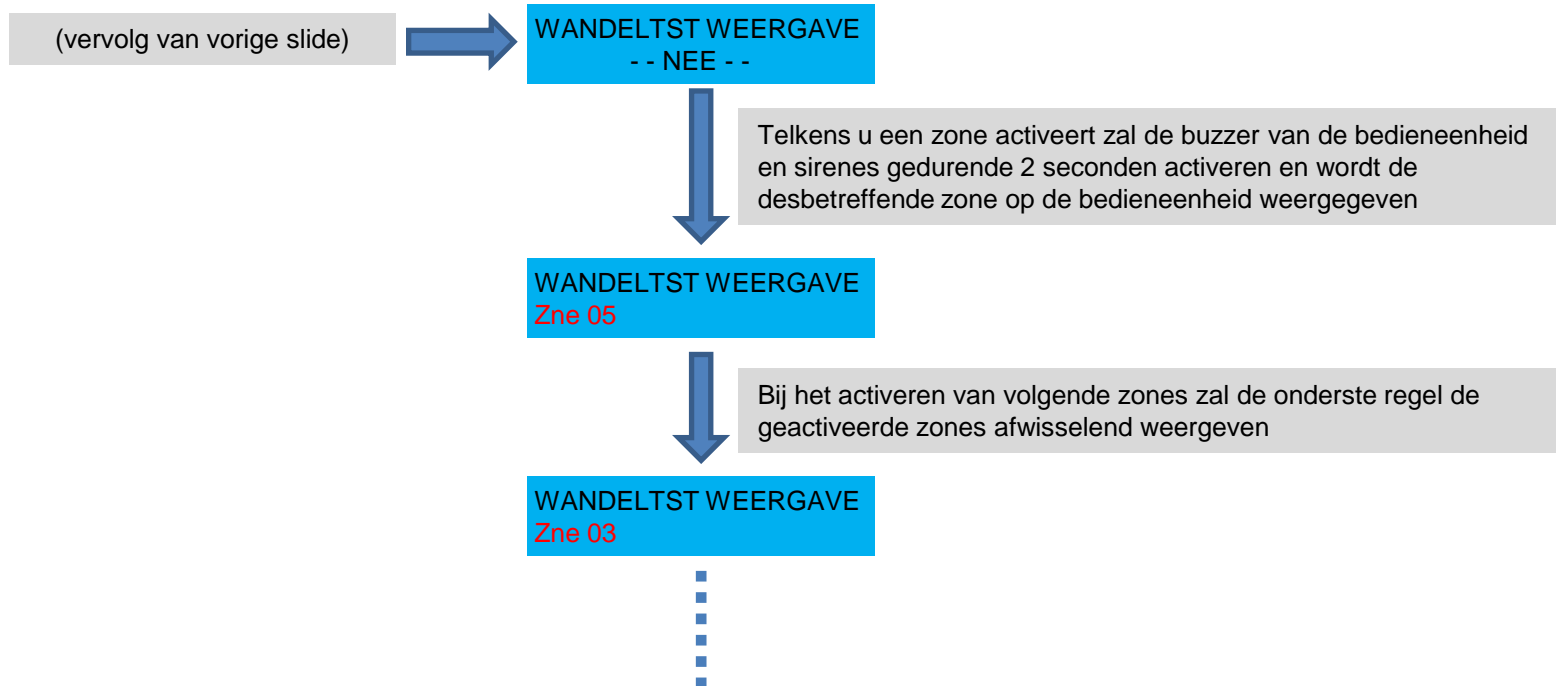 (vervolg van vorige slide)
WANDELTST WEERGAVE
- - NEE - -
Telkens u een zone activeert zal de buzzer van de bedieneenheid
en sirenes gedurende 2 seconden activeren en wordt de
desbetreffende zone op de bedieneenheid weergegeven
WANDELTST WEERGAVE
Zne 05
Bij het activeren van volgende zones zal de onderste regel de
geactiveerde zones afwisselend weergeven
WANDELTST WEERGAVE
Zne 03